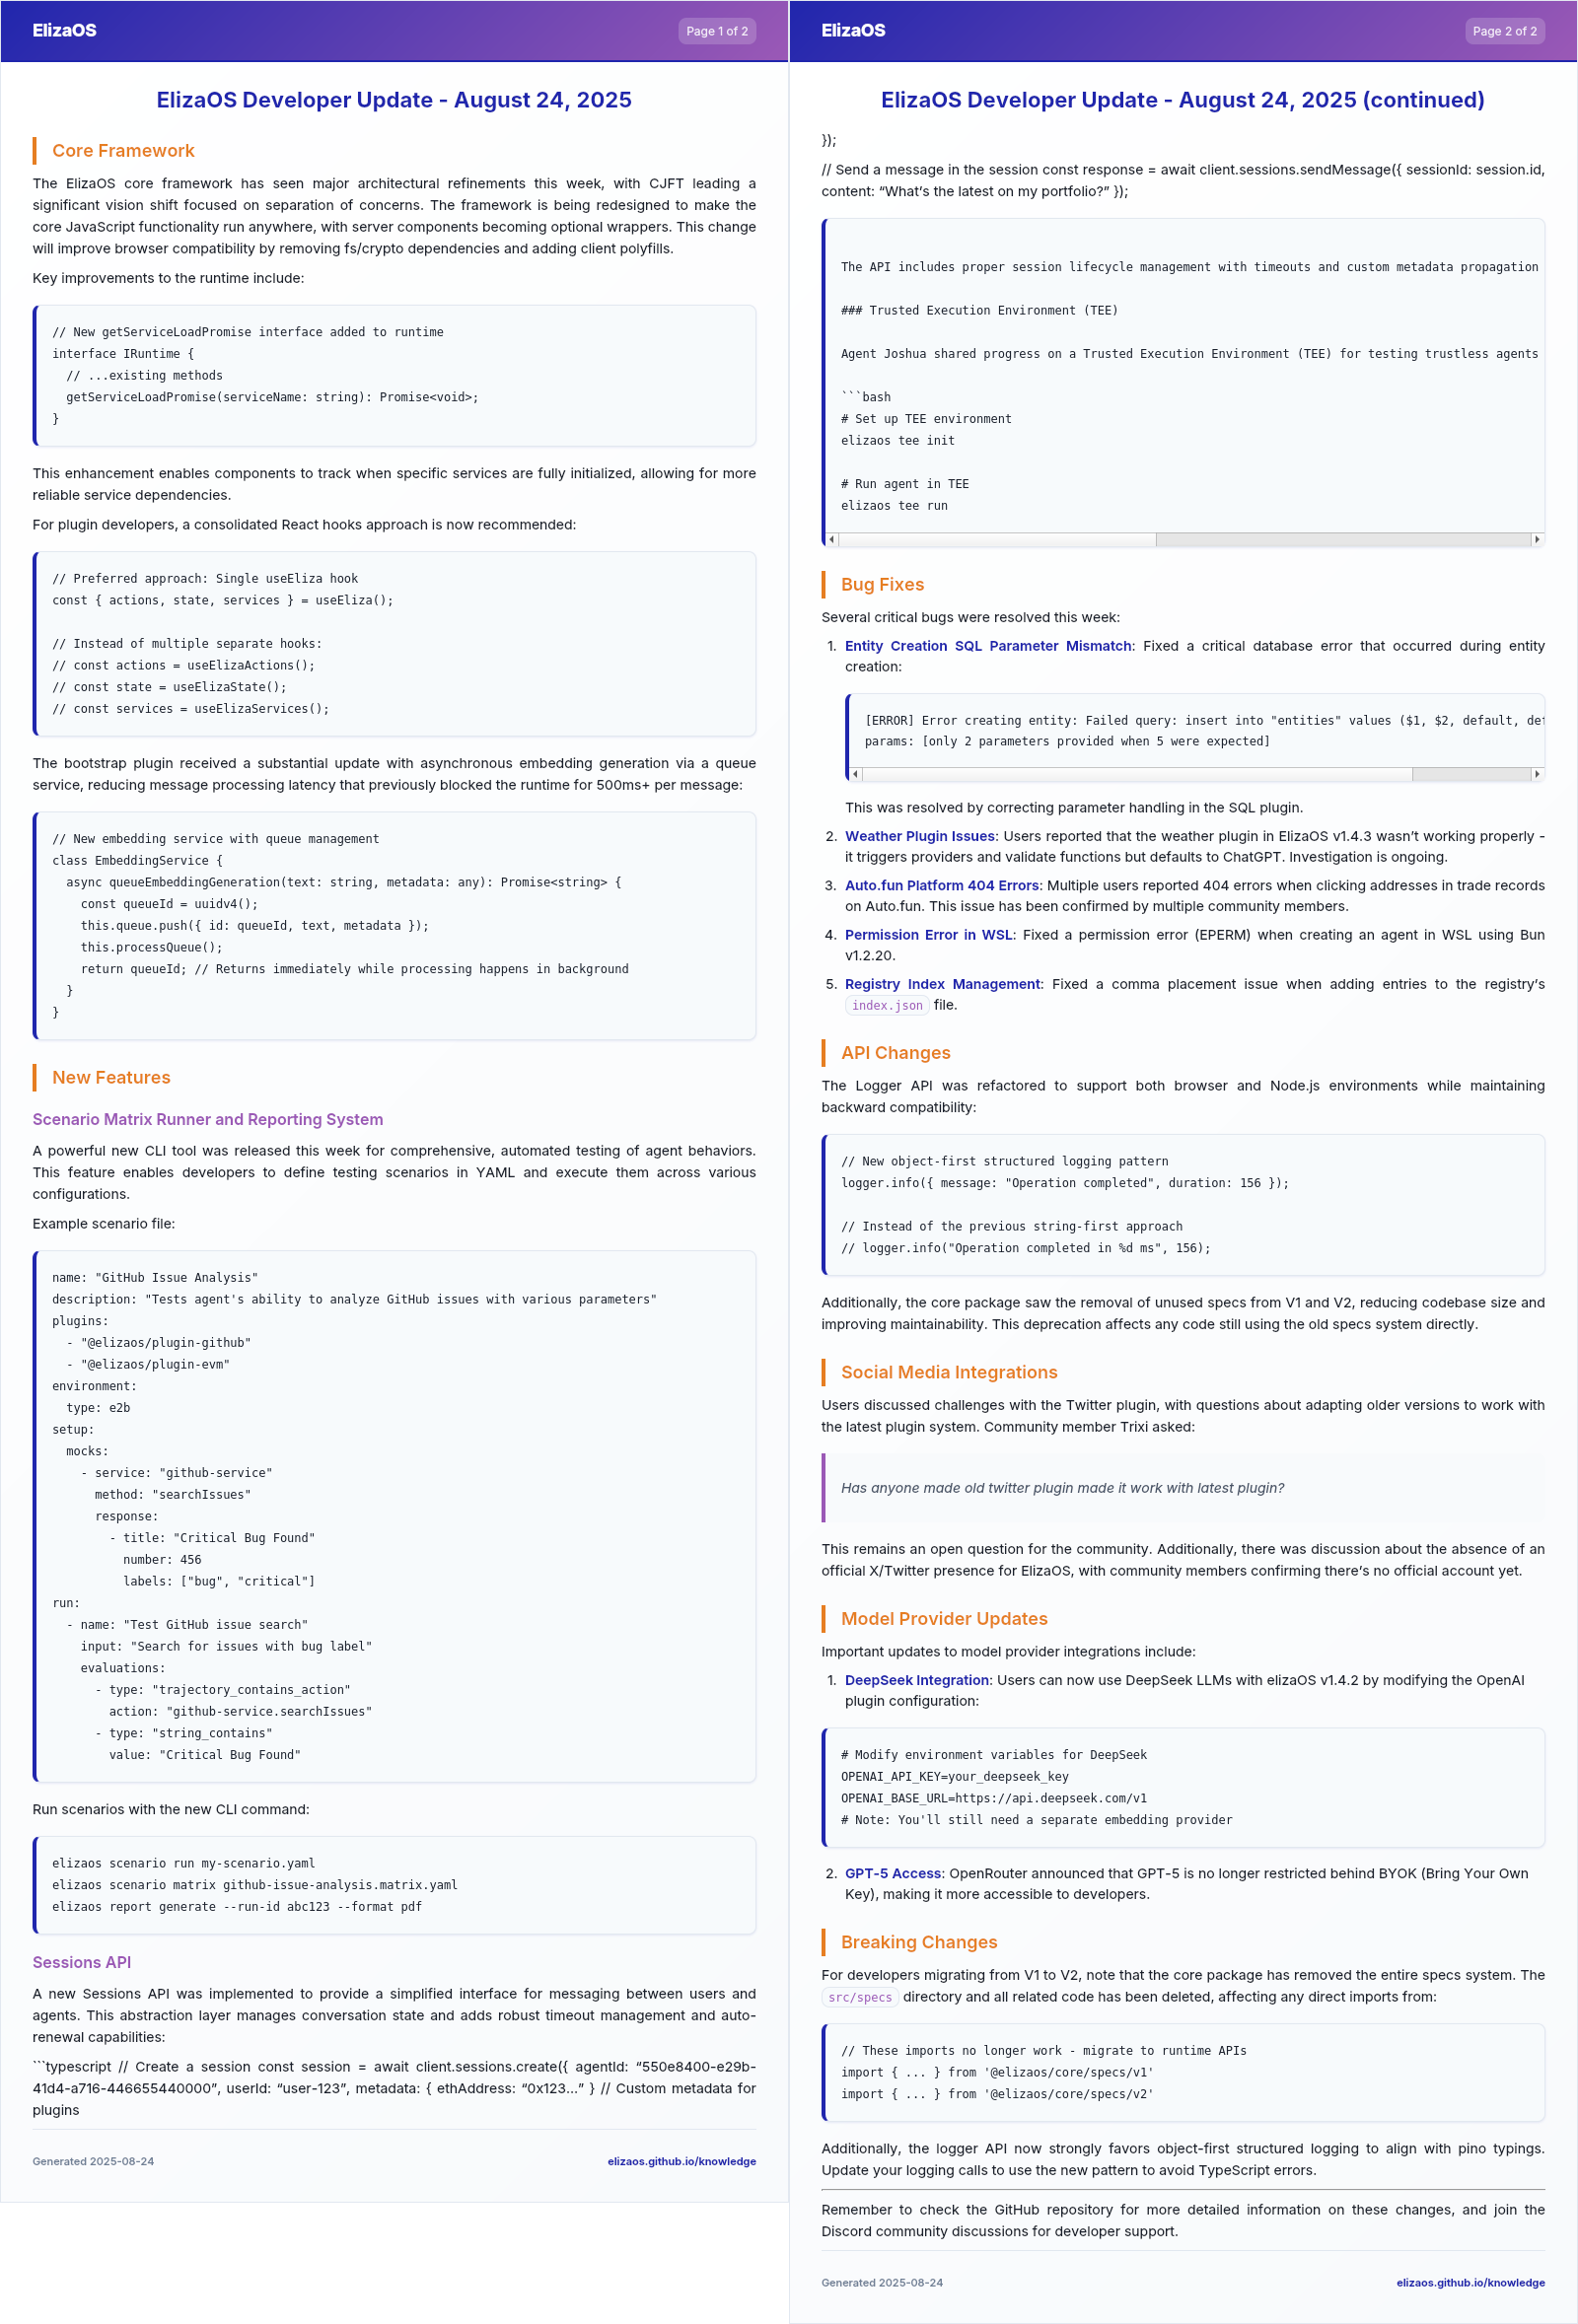 ElizaOS
Page 1 of 2
ElizaOS Developer Update - August 24, 2025
Core Framework
The ElizaOS core framework has seen major architectural refinements this week, with CJFT leading a
significant vision shift focused on separation of concerns. The framework is being redesigned to make the
core JavaScript functionality run anywhere, with server components becoming optional wrappers. This change
will improve browser compatibility by removing fs/crypto dependencies and adding client polyfills.
Key improvements to the runtime include:
// New getServiceLoadPromise interface added to runtime
interface IRuntime {
  // ...existing methods
  getServiceLoadPromise(serviceName: string): Promise<void>;
}
This enhancement enables components to track when specific services are fully initialized, allowing for more
reliable service dependencies.
For plugin developers, a consolidated React hooks approach is now recommended:
// Preferred approach: Single useEliza hook
const { actions, state, services } = useEliza();
// Instead of multiple separate hooks:
// const actions = useElizaActions();
// const state = useElizaState();
// const services = useElizaServices();
The bootstrap plugin received a substantial update with asynchronous embedding generation via a queue
service, reducing message processing latency that previously blocked the runtime for 500ms+ per message:
// New embedding service with queue management
class EmbeddingService {
  async queueEmbeddingGeneration(text: string, metadata: any): Promise<string> {
    const queueId = uuidv4();
    this.queue.push({ id: queueId, text, metadata });
    this.processQueue();
    return queueId; // Returns immediately while processing happens in background
  }
}
New Features
Scenario Matrix Runner and Reporting System
A powerful new CLI tool was released this week for comprehensive, automated testing of agent behaviors.
This feature enables developers to define testing scenarios in YAML and execute them across various
configurations.
Example scenario file:
name: "GitHub Issue Analysis"
description: "Tests agent's ability to analyze GitHub issues with various parameters"
plugins:
  - "@elizaos/plugin-github"
  - "@elizaos/plugin-evm"
environment:
  type: e2b
setup:
  mocks:
    - service: "github-service"
      method: "searchIssues"
      response:
        - title: "Critical Bug Found"
          number: 456
          labels: ["bug", "critical"]
run:
  - name: "Test GitHub issue search"
    input: "Search for issues with bug label"
    evaluations:
      - type: "trajectory_contains_action"
        action: "github-service.searchIssues"
      - type: "string_contains"
        value: "Critical Bug Found"
Run scenarios with the new CLI command:
elizaos scenario run my-scenario.yaml
elizaos scenario matrix github-issue-analysis.matrix.yaml
elizaos report generate --run-id abc123 --format pdf
Sessions API
A new Sessions API was implemented to provide a simplified interface for messaging between users and
agents. This abstraction layer manages conversation state and adds robust timeout management and auto-
renewal capabilities:
```typescript // Create a session const session = await client.sessions.create({ agentId: “550e8400-e29b-
41d4-a716-446655440000”, userId: “user-123”, metadata: { ethAddress: “0x123…” } // Custom metadata for
plugins
Generated 2025-08-24
elizaos.github.io/knowledge
ElizaOS
Page 2 of 2
ElizaOS Developer Update - August 24, 2025 (continued)
});
// Send a message in the session const response = await client.sessions.sendMessage({ sessionId: session.id,
content: “What’s the latest on my portfolio?” });
The API includes proper session lifecycle management with timeouts and custom metadata propagation
### Trusted Execution Environment (TEE)
Agent Joshua shared progress on a Trusted Execution Environment (TEE) for testing trustless agents
```bash
# Set up TEE environment
elizaos tee init
# Run agent in TEE
elizaos tee run
Bug Fixes
Several critical bugs were resolved this week:
1. Entity Creation SQL Parameter Mismatch: Fixed a critical database error that occurred during entity
creation:
[ERROR] Error creating entity: Failed query: insert into "entities" values ($1, $2, default, def
params: [only 2 parameters provided when 5 were expected]
This was resolved by correcting parameter handling in the SQL plugin.
2. Weather Plugin Issues: Users reported that the weather plugin in ElizaOS v1.4.3 wasn’t working properly -
it triggers providers and validate functions but defaults to ChatGPT. Investigation is ongoing.
3. Auto.fun Platform 404 Errors: Multiple users reported 404 errors when clicking addresses in trade records
on Auto.fun. This issue has been confirmed by multiple community members.
4. Permission Error in WSL: Fixed a permission error (EPERM) when creating an agent in WSL using Bun
v1.2.20.
5. Registry Index Management: Fixed a comma placement issue when adding entries to the registry’s
index.json file.
API Changes
The Logger API was refactored to support both browser and Node.js environments while maintaining
backward compatibility:
// New object-first structured logging pattern
logger.info({ message: "Operation completed", duration: 156 });
// Instead of the previous string-first approach
// logger.info("Operation completed in %d ms", 156);
Additionally, the core package saw the removal of unused specs from V1 and V2, reducing codebase size and
improving maintainability. This deprecation affects any code still using the old specs system directly.
Social Media Integrations
Users discussed challenges with the Twitter plugin, with questions about adapting older versions to work with
the latest plugin system. Community member Trixi asked:
Has anyone made old twitter plugin made it work with latest plugin?
This remains an open question for the community. Additionally, there was discussion about the absence of an
official X/Twitter presence for ElizaOS, with community members confirming there’s no official account yet.
Model Provider Updates
Important updates to model provider integrations include:
1. DeepSeek Integration: Users can now use DeepSeek LLMs with elizaOS v1.4.2 by modifying the OpenAI
plugin configuration:
# Modify environment variables for DeepSeek
OPENAI_API_KEY=your_deepseek_key
OPENAI_BASE_URL=https://api.deepseek.com/v1
# Note: You'll still need a separate embedding provider
2. GPT-5 Access: OpenRouter announced that GPT-5 is no longer restricted behind BYOK (Bring Your Own
Key), making it more accessible to developers.
Breaking Changes
For developers migrating from V1 to V2, note that the core package has removed the entire specs system. The
src/specs directory and all related code has been deleted, affecting any direct imports from:
// These imports no longer work - migrate to runtime APIs
import { ... } from '@elizaos/core/specs/v1'
import { ... } from '@elizaos/core/specs/v2'
Additionally, the logger API now strongly favors object-first structured logging to align with pino typings.
Update your logging calls to use the new pattern to avoid TypeScript errors.
Remember to check the GitHub repository for more detailed information on these changes, and join the
Discord community discussions for developer support.
Generated 2025-08-24
elizaos.github.io/knowledge